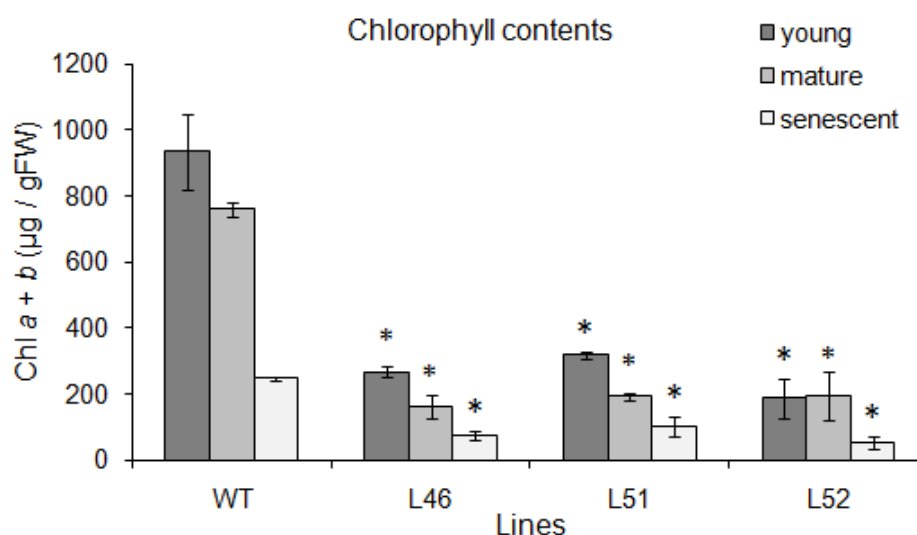 Chlorophyll contents
young
mature
senescent
Chl a + b (µg / gFW)
1200
1000
800
600
400
200
0
* * * * * * * * *
WT L46 L51 L52
Lines